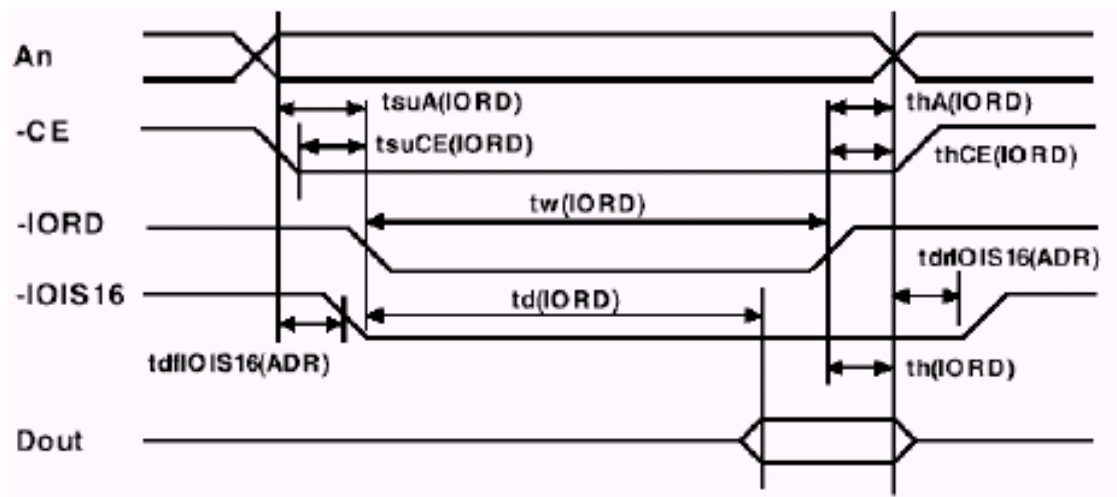 An
tsuA(IORD)
thA(IORD)
-CE
tsuCE(IORD)
thCE(IORD)
tw(IORD)
-IORD
tdrIOIS16(ADR)
-IOIS16
td(IORD)
tdfIOIS16(ADR)
th(IORD)
Dout